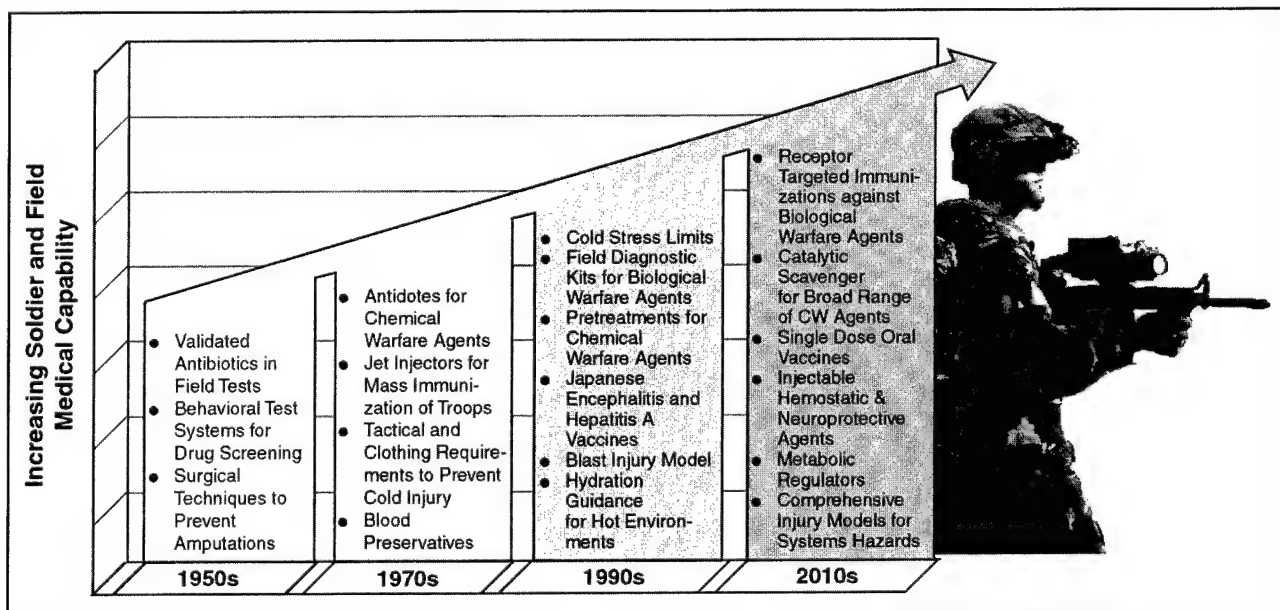 Increasing Soldier and Field
Medical Capability
• Validated
Antibiotics in
Field Tests
• Behavioral Test
Systems for
Drug Screening
• Surgical
Techniques to
Prevent
Amputations
1950s
• Antidotes for
Chemical
Warfare Agents
• Jet Injectors for
Mass Immuni-
zation of Troops
• Tactical and
Clothing Require-
ments to Prevent
Cold Injury
• Blood
Preservatives
1970s
• Cold Stress Limits
• Field Diagnostic
Kits for Biological
Warfare Agents
• Pretreatments for
Chemical
Warfare Agents
• Japanese
Encephalitis and
Hepatitis A
Vaccines
• Blast Injury Model
• Hydration
Guidance
for Hot Environ-
ments
1990s
• Receptor
Targeted Immuni-
zations against
Biological
Warfare Agents
• Catalytic
Scavenger
for Broad Range
of CW Agents
• Single Dose Oral
Vaccines
• Injectable
Hemostatic &
Neuroprotective
Agents
• Metabolic
Regulators
• Comprehensive
Injury Models for
Systems Hazards
2010s